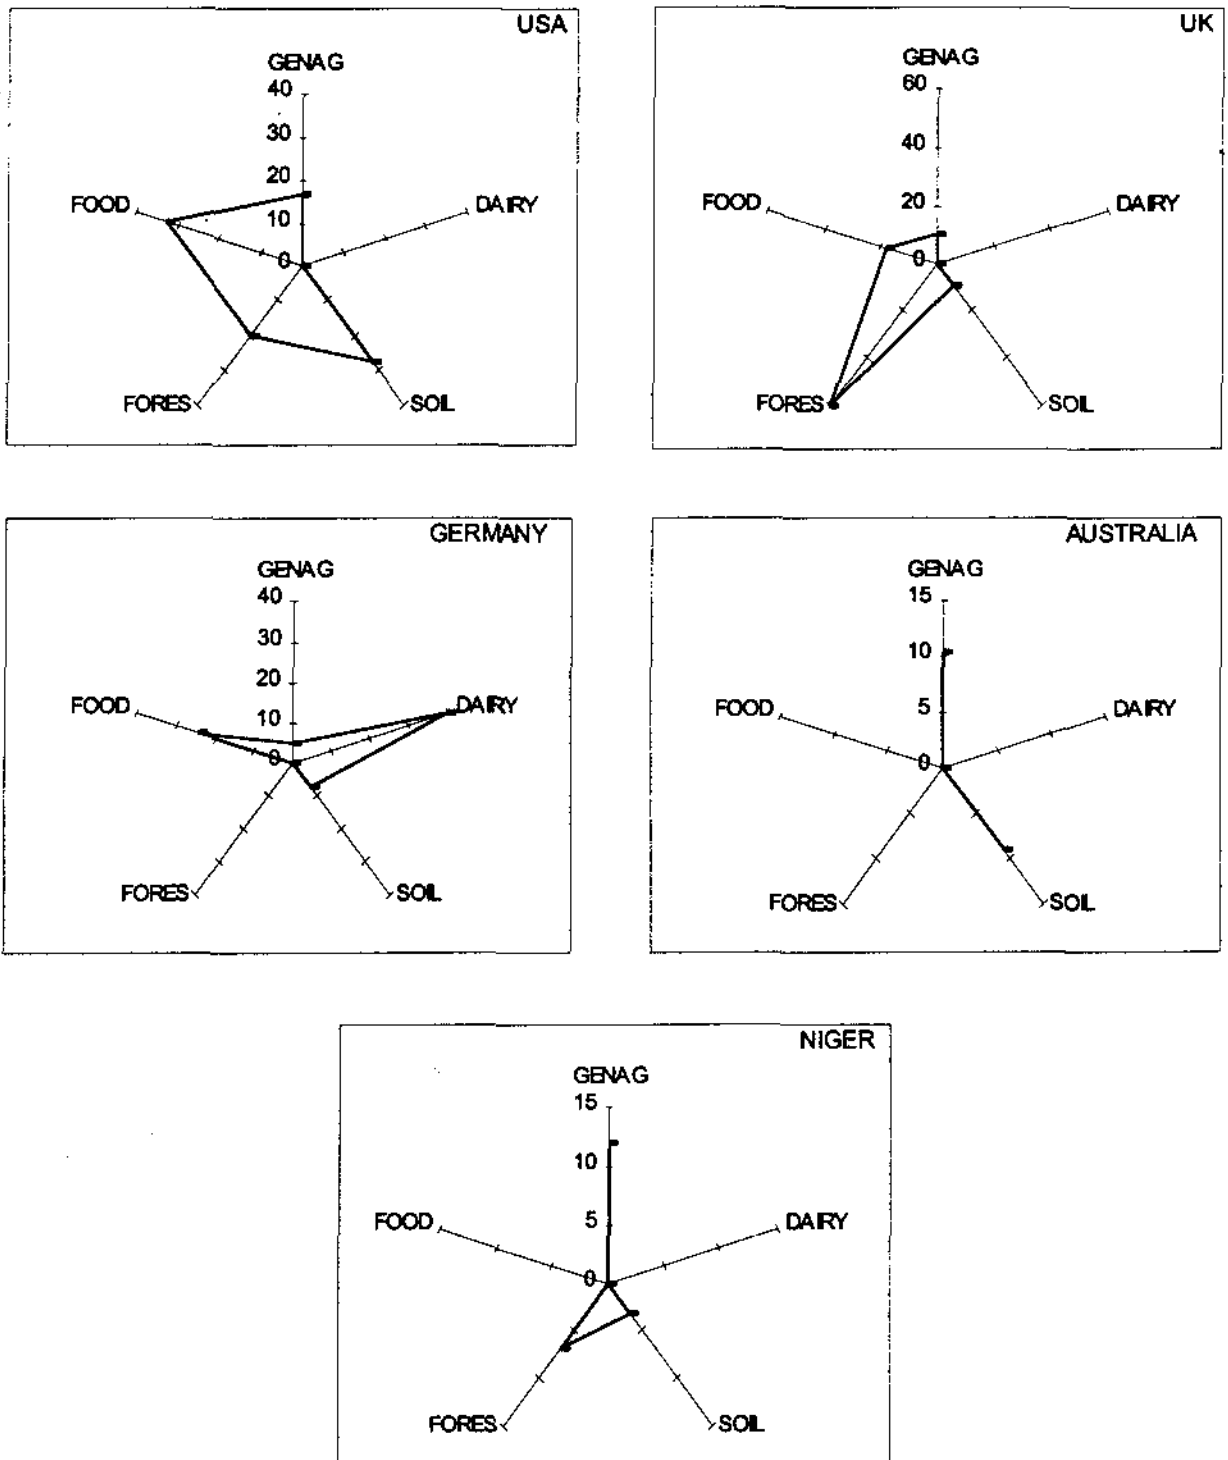 USA
GENAG
40
30
20
10
0
FOOD
DAIRY
FORES
SOIL
UK
GENAG
60
40
20
0
FOOD
DAIRY
FORES
SOIL
GERMANY
GENAG
40
30
20
10
0
FOOD
DAIRY
FORES
SOIL
AUSTRALIA
GENAG
15
10
5
0
FOOD
DAIRY
FORES
SOIL
NIGER
GENAG
15
10
5
0
FOOD
DAIRY
FORES
SOIL